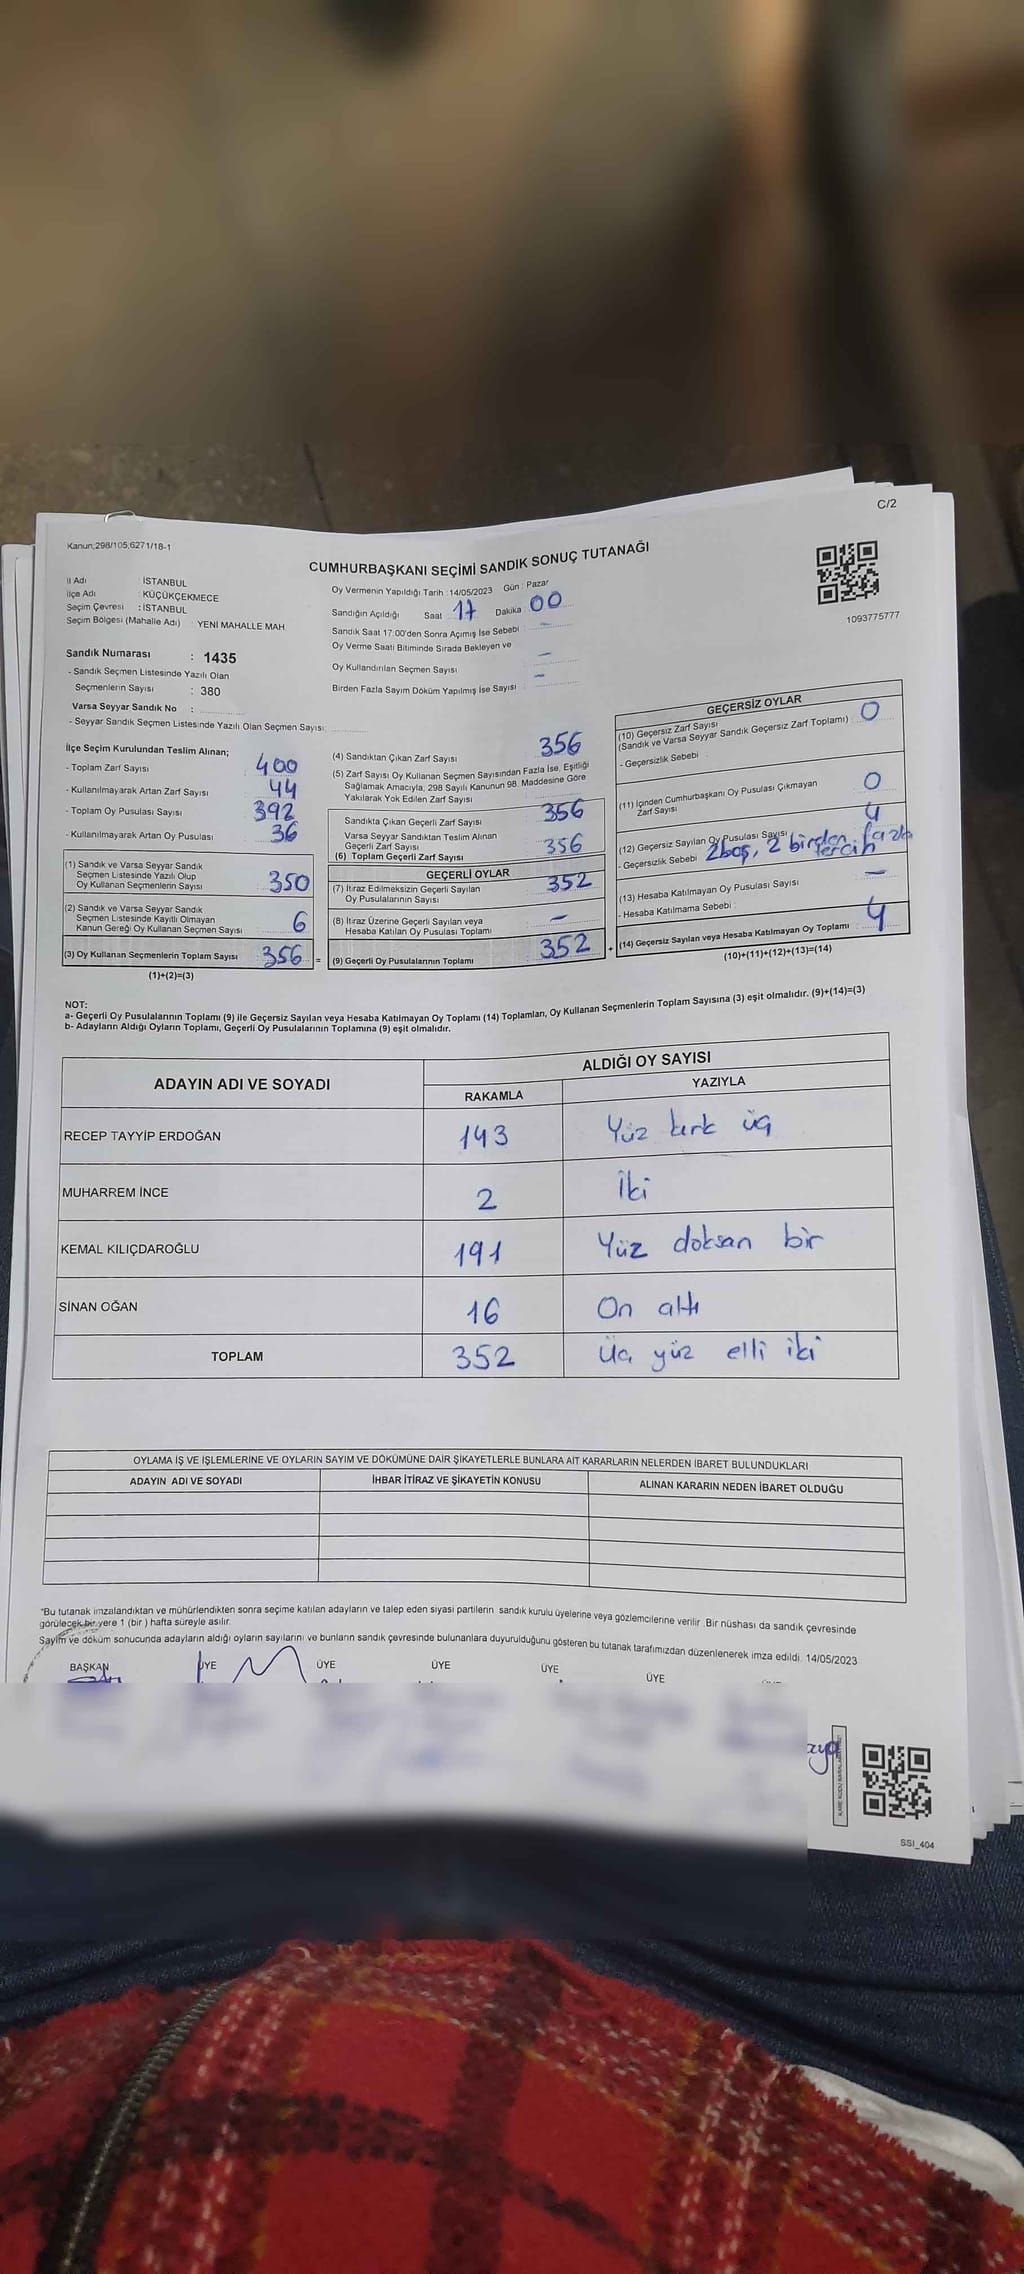 C/2
Kanun;298/105;6271/18-1
CUMHURBAŞKANI SEÇİMİ SANDIK SONUÇ TUTANAĞI
İl Adı : İSTANBUL
İlçe Adı : KÜÇÜKÇEKMECE
Seçim Çevresi : İSTANBUL
Seçim Bölgesi (Mahalle Adı) YENİ MAHALLE MAH.
Sandık Numarası : 1435
- Sandık Seçmen Listesinde Yazılı Olan
Seçmenlerin Sayısı : 380
Varsa Seyyar Sandık No :
- Seyyar Sandık Seçmen Listesinde Yazılı Olan Seçmen Sayısı:
Oy Vermenin Yapıldığı Tarih :14/05/2023 Gün : Pazar
Sandığın Açıldığı Saat 17 Dakika 00
Sandık Saat 17.00'den Sonra Açımış İse Sebebi : -
Oy Verme Saati Bitiminde Sırada Bekleyen ve
Oy Kullandırılan Seçmen Sayısı -
Birden Fazla Sayım Döküm Yapılmış İse Sayısı : -
1093775777
İlçe Seçim Kurulundan Teslim Alınan;
- Toplam Zarf Sayısı : 400
- Kullanılmayarak Artan Zarf Sayısı : 44
- Toplam Oy Pusulası Sayısı : 392
- Kullanılmayarak Artan Oy Pusulası : 36
(1) Sandık ve Varsa Seyyar Sandık
Seçmen Listesinde Yazılı Olup
Oy Kullanan Seçmenlerin Sayısı 350
(2) Sandık ve Varsa Seyyar Sandık
Seçmen Listesinde Kayıtlı Olmayan
Kanun Gereği Oy Kullanan Seçmen Sayısı 6
(3) Oy Kullanan Seçmenlerin Toplam Sayısı 356 =
(1)+(2)=(3)
(4) Sandıktan Çıkan Zarf Sayısı 356
(5) Zarf Sayısı Oy Kullanan Seçmen Sayısından Fazla İse, Eşitliği
Sağlamak Amacıyla, 298 Sayılı Kanunun 98. Maddesine Göre
Yakılarak Yok Edilen Zarf Sayısı
Sandıkta Çıkan Geçerli Zarf Sayısı 356
Varsa Seyyar Sandıktan Teslim Alınan
Geçerli Zarf Sayısı
(6) Toplam Geçerli Zarf Sayısı 356
GEÇERLİ OYLAR
(7) İtiraz Edilmeksizin Geçerli Sayılan
Oy Pusulalarının Sayısı 352
(8) İtiraz Üzerine Geçerli Sayılan veya
Hesaba Katılan Oy Pusulası Toplamı -
(9) Geçerli Oy Pusulalarının Toplamı 352 +
GEÇERSİZ OYLAR
(10) Geçersiz Zarf Sayısı
(Sandık ve Varsa Seyyar Sandık Geçersiz Zarf Toplamı) : 0
- Geçersizlik Sebebi :
(11) İçinden Cumhurbaşkanı Oy Pusulası Çıkmayan
Zarf Sayısı 0
(12) Geçersiz Sayılan Oy Pusulası Sayısı 4
- Geçersizlik Sebebi 2boş, 2 birden fazla tercih
(13) Hesaba Katılmayan Oy Pusulası Sayısı -
- Hesaba Katılmama Sebebi :
(14) Geçersiz Sayılan veya Hesaba Katılmayan Oy Toplamı : 4
(10)+(11)+(12)+(13)=(14)
NOT:
a- Geçerli Oy Pusulalarının Toplamı (9) ile Geçersiz Sayılan veya Hesaba Katılmayan Oy Toplamı (14) Toplamları, Oy Kullanan Seçmenlerin Toplam Sayısına (3) eşit olmalıdır. (9)+(14)=(3)
b- Adayların Aldığı Oyların Toplamı, Geçerli Oy Pusulalarının Toplamına (9) eşit olmalıdır.
ADAYIN ADI VE SOYADI ALDIĞI OY SAYISI
RAKAMLA YAZIYLA
RECEP TAYYİP ERDOĞAN 143 Yüz kırk üç
MUHARREM İNCE 2 İki
KEMAL KILIÇDAROĞLU 191 Yüz doksan bir
SİNAN OĞAN 16 On altı
TOPLAM 352 Üç yüz elli iki
OYLAMA İŞ VE İŞLEMLERİNE VE OYLARIN SAYIM VE DÖKÜMÜNE DAİR ŞİKAYETLERLE BUNLARA AİT KARARLARIN NELERDEN İBARET BULUNDUKLARI
ADAYIN ADI VE SOYADI İHBAR İTİRAZ VE ŞİKAYETİN KONUSU ALINAN KARARIN NEDEN İBARET OLDUĞU
*Bu tutanak imzalandıktan ve mühürlendikten sonra seçime katılan adayların ve talep eden siyasi partilerin sandık kurulu üyelerine veya gözlemcilerine verilir. Bir nüshası da sandık çevresinde
görülecek bir yere 1 (bir ) hafta süreyle asılır.
Sayım ve döküm sonucunda adayların aldığı oyların sayılarını ve bunların sandık çevresinde bulunanlara duyurulduğunu gösteren bu tutanak tarafımızdan düzenlenerek imza edildi. 14/05/2023
BAŞKAN ÜYE ÜYE ÜYE ÜYE ÜYE
SSI_404